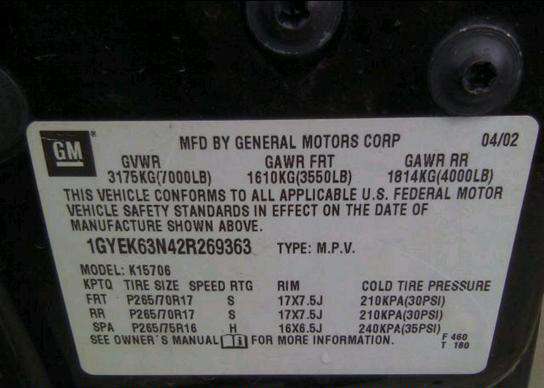 GM
MFD BY GENERAL MOTORS CORP 04/02
GVWR GAWR FRT GAWR RR
3175KG(7000LB) 1610KG(3550LB) 1814KG(4000LB)
THIS VEHICLE CONFORMS TO ALL APPLICABLE U.S. FEDERAL MOTOR
VEHICLE SAFETY STANDARDS IN EFFECT ON THE DATE OF
MANUFACTURE SHOWN ABOVE.
1GYEK63N42R269363 TYPE: M.P.V.
MODEL: K15706
KPTQ TIRE SIZE SPEED RTG RIM COLD TIRE PRESSURE
FRT P265/70R17 S 17X7.5J 210KPA(30PSI)
RR P265/70R17 S 17X7.5J 210KPA(30PSI)
SPA P265/75R16 H 16X6.5J 240KPA(35PSI)
SEE OWNER'S MANUAL FOR MORE INFORMATION. F 460
T 180